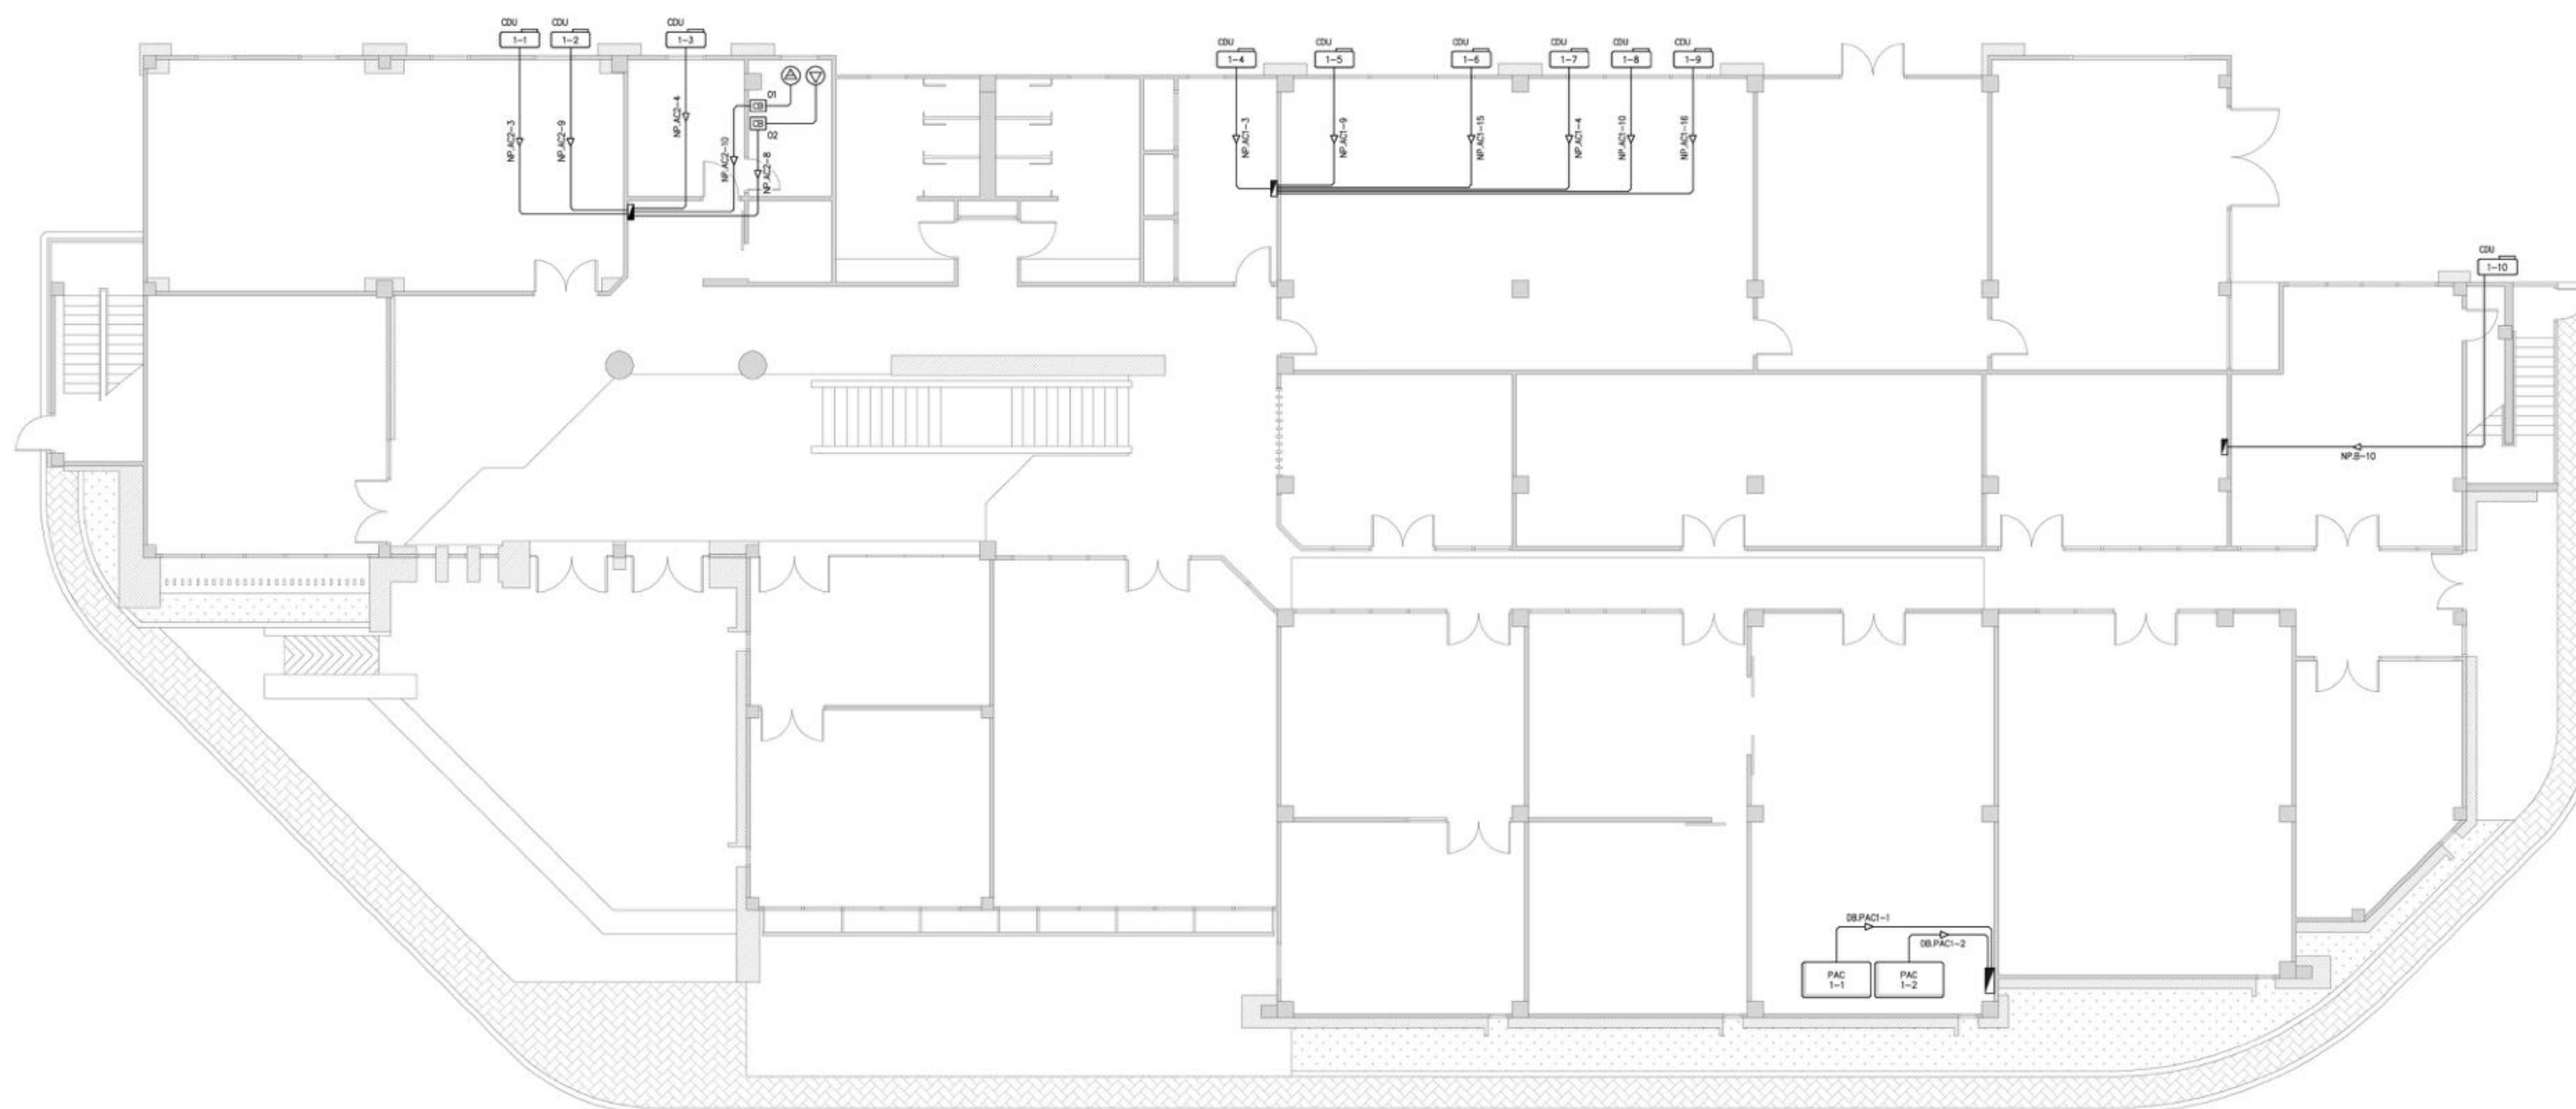 CDU
1-1
CDU
1-2
CDU
1-3
CDU
1-4
CDU
1-5
CDU
1-6
CDU
1-7
CDU
1-8
CDU
1-9
NP.AC2-3
NP.AC2-9
NP.AC2-4
NP.AC2-10
CB
01
CB
02
NP.AC2-8
NP.AC1-3
NP.AC1-9
NP.AC1-15
NP.AC1-4
NP.AC1-10
NP.AC1-16
CDU
1-10
NP.B-10
DB.PAC1-1
DB.PAC1-2
PAC
1-1
PAC
1-2